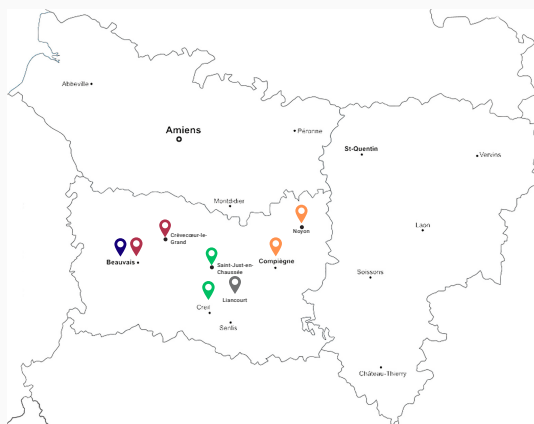 Abbeville
Amiens
Péronne
St-Quentin
Vervins
Montdidier
Noyon
Crèvecœur-le-
Grand
Laon
Beauvais
Compiègne
Saint-Just-en-
Chaussée
Soissons
Liancourt
Creil
Senlis
Château-Thierry